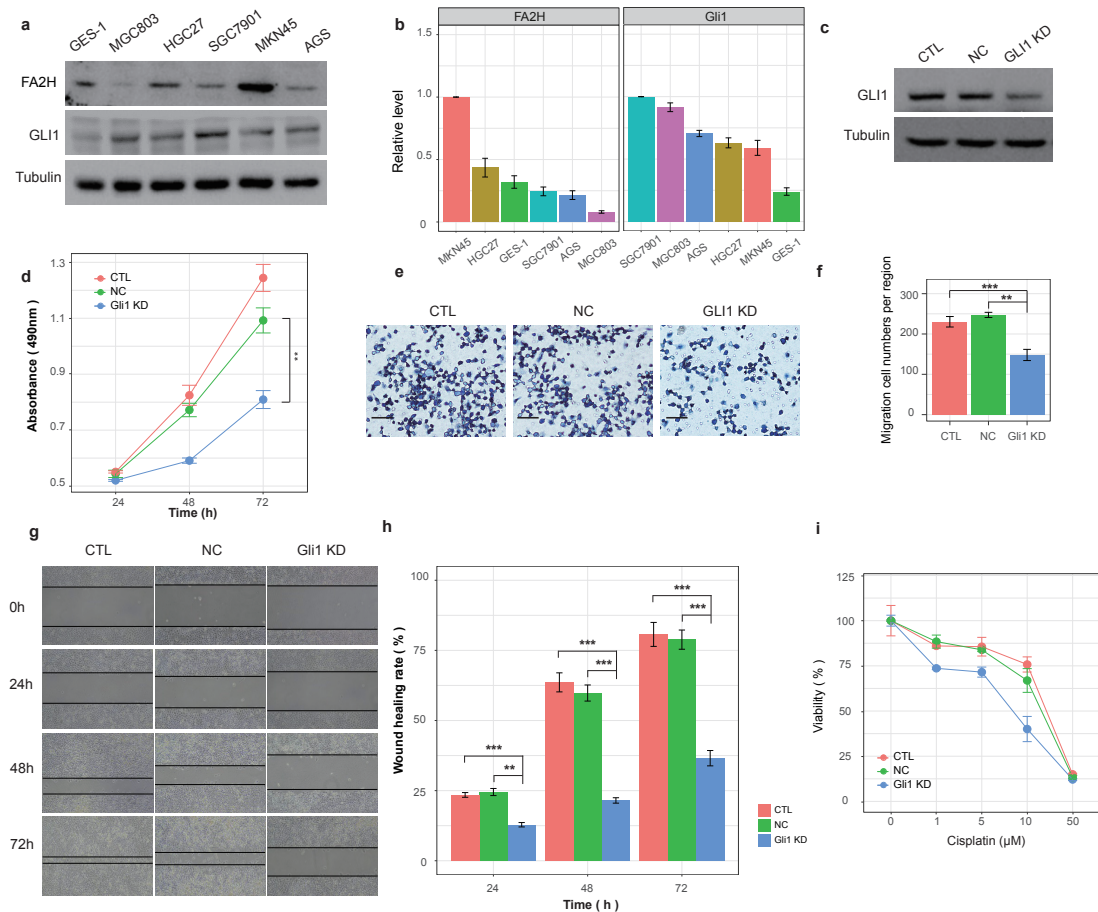 a
GES-1 MGC803 HGC27 SGC7901 MKN45 AGS
FA2H
GLI1
Tubulin
b
FA2H Gli1
Relative level
1.5
1.0
0.5
0
MKN45 HGC27 GES-1 SGC7901 AGS MGC803
SGC7901 MGC803 AGS HGC27 MKN45 GES-1
c
CTL NC GLI1 KD
GLI1
Tubulin
d
Absorbance ( 490nm )
1.3
1.1
0.9
0.7
0.5
CTL
NC
Gli1 KD
**
24 48 72
Time (h)
e
CTL NC GLI1 KD
f
Migration cell numbers per region
300
200
100
0
***
**
CTL NC Gli1 KD
g
CTL NC Gli1 KD
0h
24h
48h
72h
h
Wound healing rate ( % )
100
75
50
25
0
***
**
***
***
***
***
24 48 72
Time ( h )
CTL
NC
Gli1 KD
i
Viability ( % )
125
100
75
50
25
0
CTL
NC
Gli1 KD
0 1 5 10 50
Cisplatin (µM)